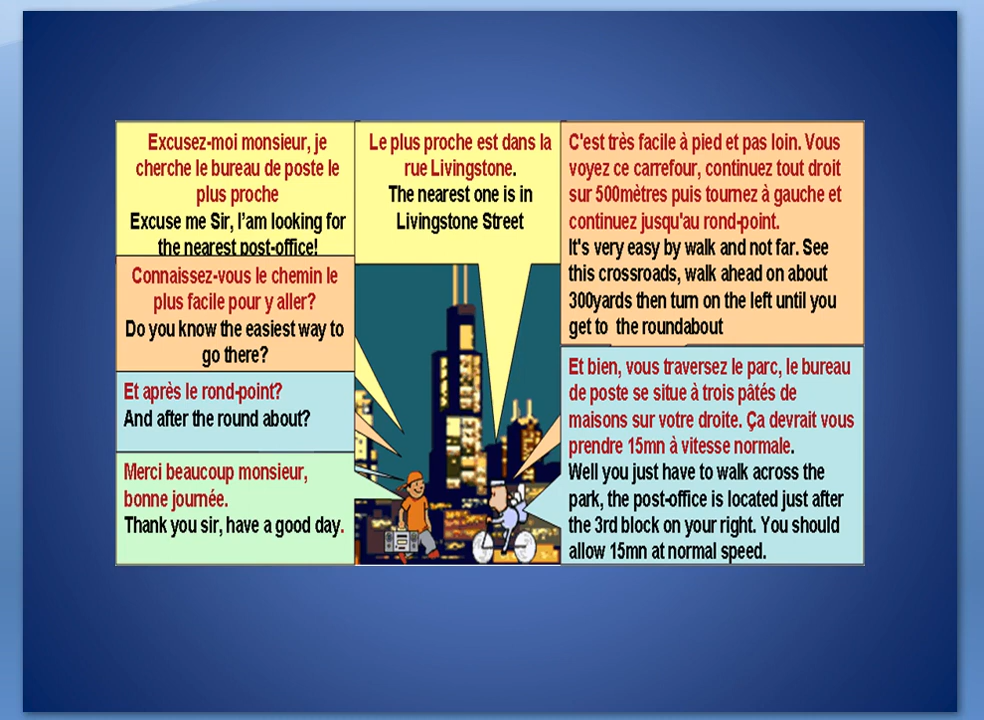 Excusez-moi monsieur, je
cherche le bureau de poste le
plus proche
Excuse me Sir, I'am looking for
the nearest post-office!
Le plus proche est dans la
rue Livingstone.
The nearest one is in
Livingstone Street
Connaissez-vous le chemin le
plus facile pour y aller?
Do you know the easiest way to
go there?
C'est très facile à pied et pas loin. Vous
voyez ce carrefour, continuez tout droit
sur 500mètres puis tournez à gauche et
continuez jusqu'au rond-point.
It's very easy by walk and not far. See
this crossroads, walk ahead on about
300yards then turn on the left until you
get to the roundabout
Et après le rond-point?
And after the round about?
Et bien, vous traversez le parc, le bureau
de poste se situe à trois pâtés de
maisons sur votre droite. Ça devrait vous
prendre 15mn à vitesse normale.
Well you just have to walk across the
park, the post-office is located just after
the 3rd block on your right. You should
allow 15mn at normal speed.
Merci beaucoup monsieur,
bonne journée.
Thank you sir, have a good day.